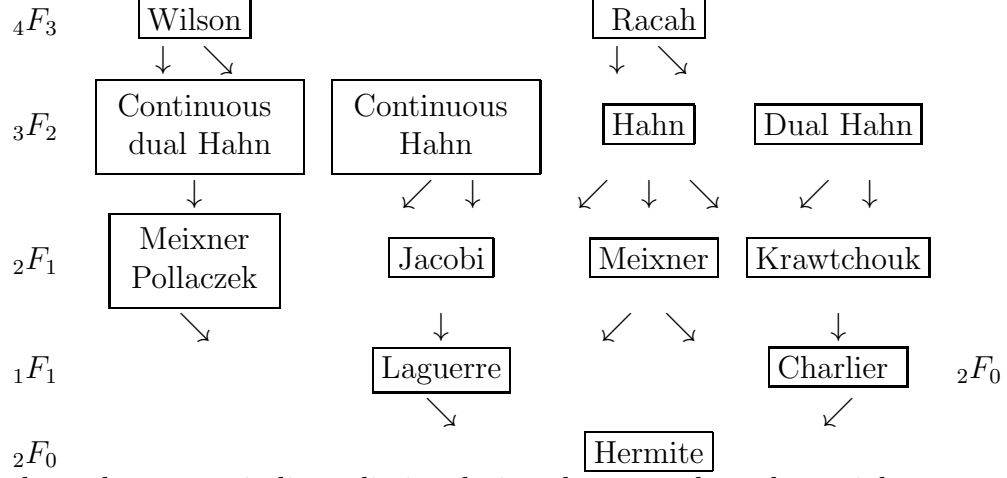 ₄F₃ Wilson Racah
Continuous Continuous
₃F₂ Hahn Dual Hahn
dual Hahn Hahn
Meixner
₂F₁ Jacobi Meixner Krawtchouk
Pollaczek
₁F₁ Laguerre Charlier ₂F₀
₂F₀ Hermite